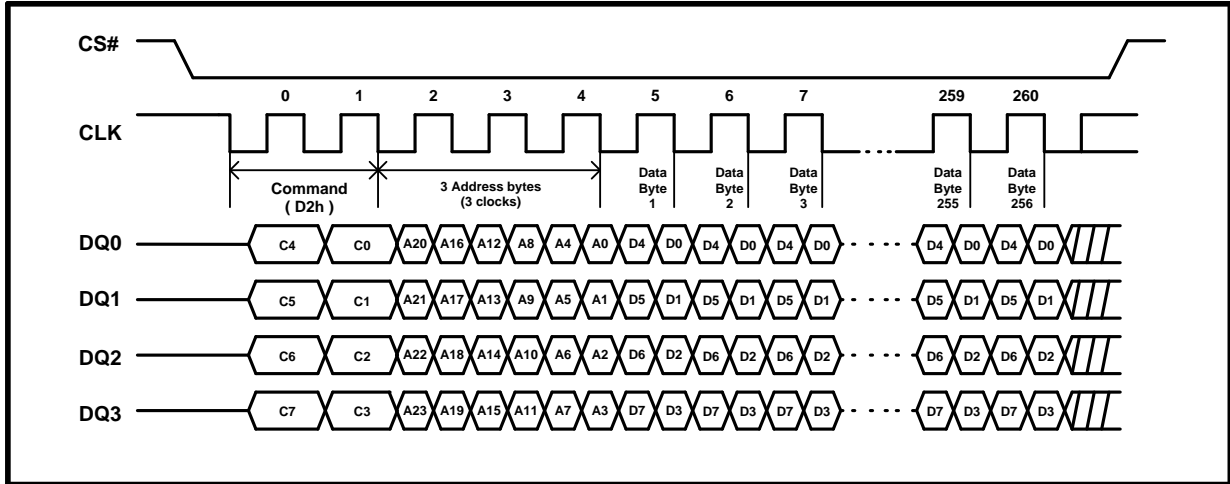 CS#
0 1 2 3 4 5 6 7 259 260
CLK
Command
( D2h )
3 Address bytes
(3 clocks)
Data
Byte
1
Data
Byte
2
Data
Byte
3
Data
Byte
255
Data
Byte
256
DQ0 C4 C0 A20 A16 A12 A8 A4 A0 D4 D0 D4 D0 D4 D0 D4 D0 D4 D0
DQ1 C5 C1 A21 A17 A13 A9 A5 A1 D5 D1 D5 D1 D5 D1 D5 D1 D5 D1
DQ2 C6 C2 A22 A18 A14 A10 A6 A2 D6 D2 D6 D2 D6 D2 D6 D2 D6 D2
DQ3 C7 C3 A23 A19 A15 A11 A7 A3 D7 D3 D7 D3 D7 D3 D7 D3 D7 D3